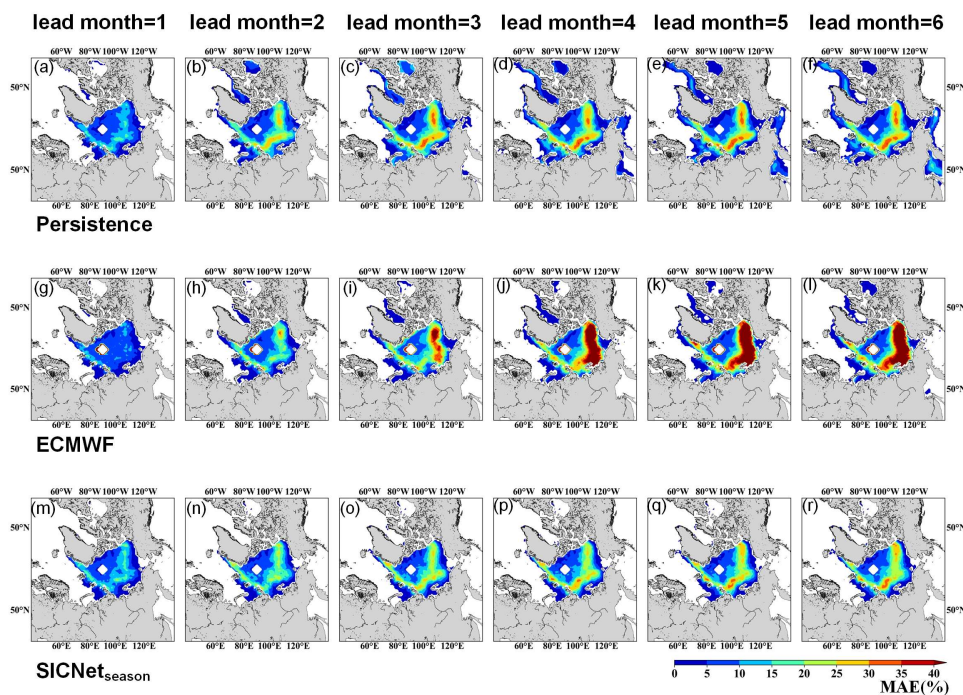 lead month=1 lead month=2 lead month=3 lead month=4 lead month=5 lead month=6
60°W 80°W 100°W 120°W 60°W 80°W 100°W 120°W 60°W 80°W 100°W 120°W 60°W 80°W 100°W 120°W 60°W 80°W 100°W 120°W 60°W 80°W 100°W 120°W
(a) (b) (c) (d) (e) (f)
50°N 50°N
50°N 50°N
60°E 80°E 100°E 120°E 60°E 80°E 100°E 120°E 60°E 80°E 100°E 120°E 60°E 80°E 100°E 120°E 60°E 80°E 100°E 120°E 60°E 80°E 100°E 120°E
Persistence
60°W 80°W 100°W 120°W 60°W 80°W 100°W 120°W 60°W 80°W 100°W 120°W 60°W 80°W 100°W 120°W 60°W 80°W 100°W 120°W 60°W 80°W 100°W 120°W
(g) (h) (i) (j) (k) (l)
50°N 50°N
50°N 50°N
60°E 80°E 100°E 120°E 60°E 80°E 100°E 120°E 60°E 80°E 100°E 120°E 60°E 80°E 100°E 120°E 60°E 80°E 100°E 120°E 60°E 80°E 100°E 120°E
ECMWF
60°W 80°W 100°W 120°W 60°W 80°W 100°W 120°W 60°W 80°W 100°W 120°W 60°W 80°W 100°W 120°W 60°W 80°W 100°W 120°W 60°W 80°W 100°W 120°W
(m) (n) (o) (p) (q) (r)
50°N 50°N
50°N 50°N
60°E 80°E 100°E 120°E 60°E 80°E 100°E 120°E 60°E 80°E 100°E 120°E 60°E 80°E 100°E 120°E 60°E 80°E 100°E 120°E 60°E 80°E 100°E 120°E
SICNetseason
0 5 10 15 20 25 30 35 40
MAE(%)